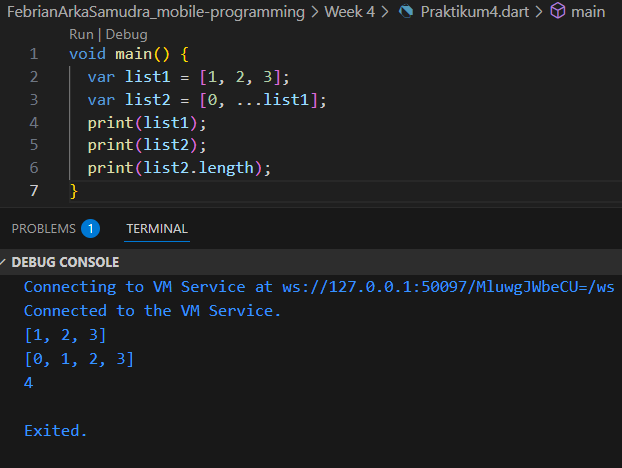 FebrianArkaSamudra_mobile-programming > Week 4 > Praktikum4.dart > main
Run | Debug
1 void main() {
2   var list1 = [1, 2, 3];
3   var list2 = [0, ...list1];
4   print(list1);
5   print(list2);
6   print(list2.length);
7 }
PROBLEMS 1 TERMINAL
DEBUG CONSOLE
Connecting to VM Service at ws://127.0.0.1:50097/MluwgJWbeCU=/ws
Connected to the VM Service.
[1, 2, 3]
[0, 1, 2, 3]
4
Exited.